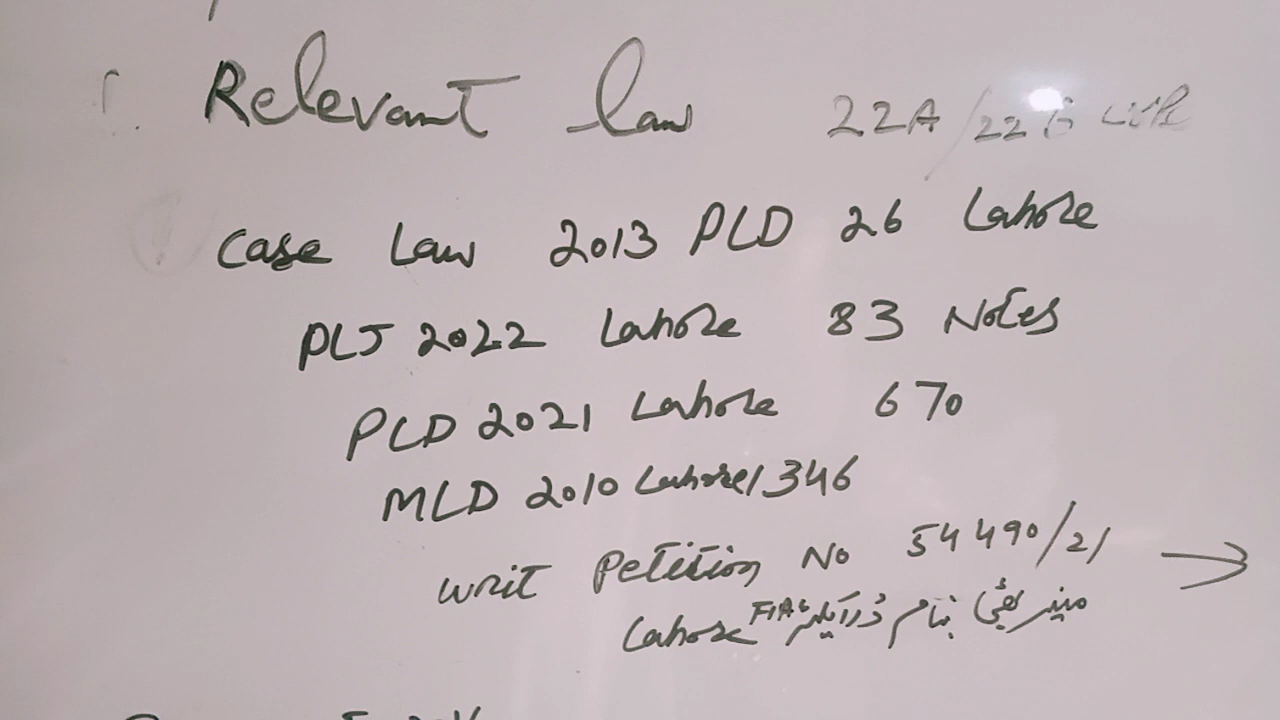 Relevant law 22A/22B
Case Law 2013 PLD 26 Lahore
PLJ 2022 Lahore 83 Notes
PLD 2021 Lahore 670
MLD 2010 Lahore 1346
Writ Petition No 54490/21 →
منیر بھٹی بنام ڈائریکٹر FIA Lahore